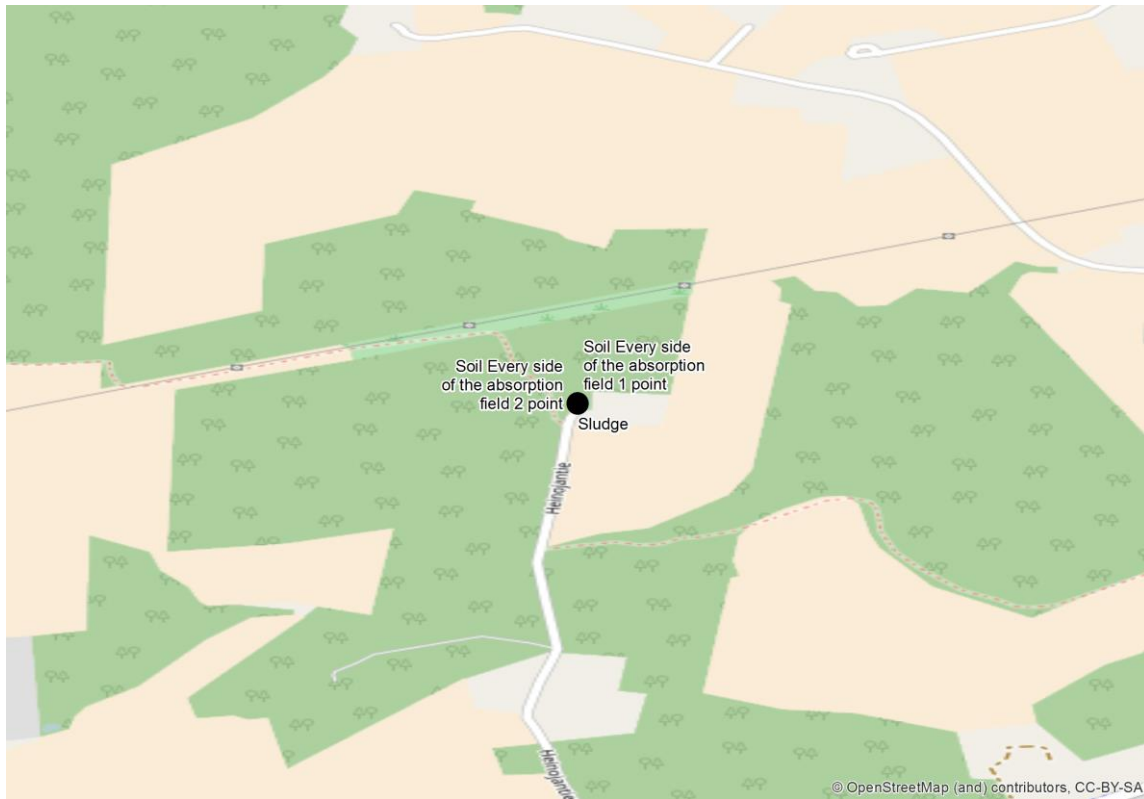 Soil Every side
of the absorption
field 1 point
Soil Every side
of the absorption
field 2 point
Sludge
Heinojantie
Heinojantie
© OpenStreetMap (and) contributors, CC-BY-SA